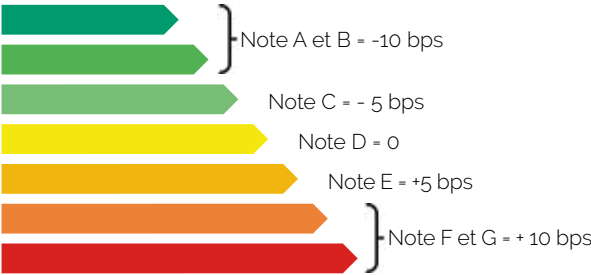 Note A et B = -10 bps
Note C = - 5 bps
Note D = 0
Note E = +5 bps
Note F et G = + 10 bps